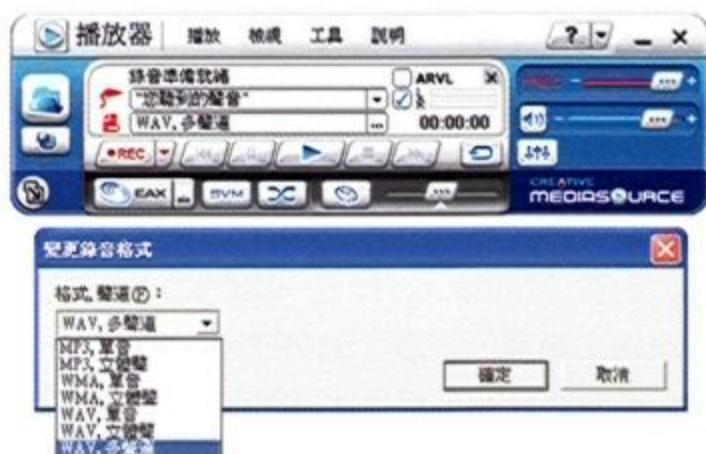 播放器 播放 檢視 工具 說明 ?
錄音準備就緒 ARVL
"您聽到的聲音"
WAV, 多聲道 ... 00:00:00
REC
REC
EAX SVM
CREATIVE
MEDIASOURCE
變更錄音格式
格式, 聲道(F):
WAV, 多聲道
MP3, 單音
MP3, 立體聲
WMA, 單音
WMA, 立體聲
WAV, 單音
WAV, 立體聲
WAV, 多聲道
確定 取消